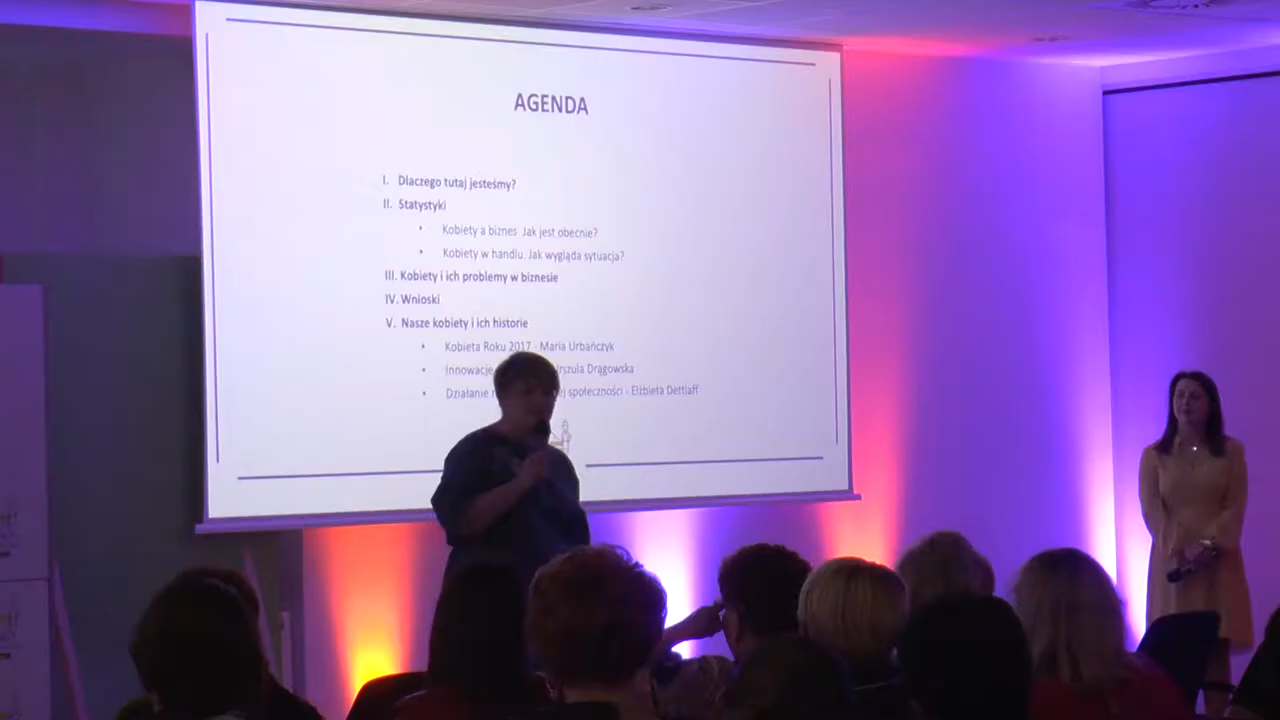 AGENDA
I. Dlaczego tutaj jesteśmy?
II. Statystyki
• Kobiety a biznes. Jak jest obecnie?
• Kobiety w handlu. Jak wygląda sytuacja?
III. Kobiety i ich problemy w biznesie
IV. Wnioski
V. Nasze kobiety i ich historie
• Kobieta Roku 2017 - Maria Urbańczyk
• Innowacje Drągowska
• Działanie społeczności - Elżbieta Dettlaff